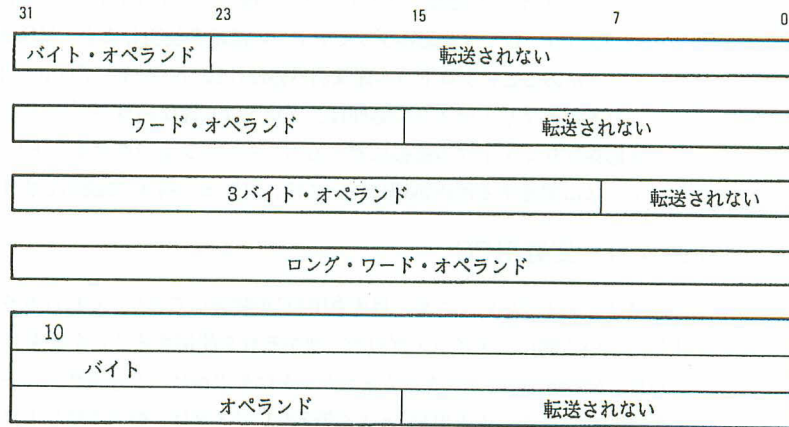 31 23 15 7 0
バイト・オペランド 転送されない
ワード・オペランド 転送されない
3バイト・オペランド 転送されない
ロング・ワード・オペランド
10
バイト
オペランド 転送されない